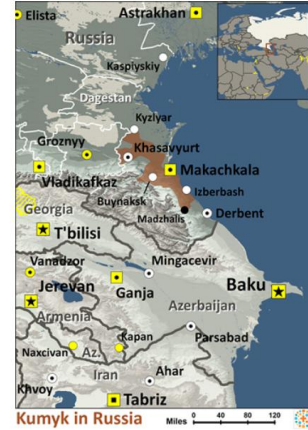 Elista
Astrakhan
Russia
Kaspiyskiy
Dagestan
Kyzlyar
Groznyy
Khasavyurt
Makachkala
Vladikafkaz
Izberbash
Buynaksk
Georgia
Madzhalis
Derbent
T'bilisi
Vanadzor
Mingacevir
Jerevan
Baku
Ganja
Azerbaijan
Armenia
Kapan
Parsabad
Naxcivan
Az.
Iran
Ahar
Khvoy
Tabriz
Kumyk in Russia
Miles 0 40 80 120